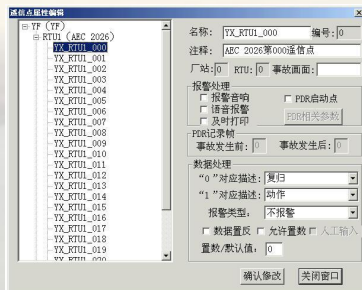 遥信点属性编辑
YF (YF)
RTU1 (AEC 2026)
YX_RTU1_000
YX_RTU1_001
YX_RTU1_002
YX_RTU1_003
YX_RTU1_004
YX_RTU1_005
YX_RTU1_006
YX_RTU1_007
YX_RTU1_008
YX_RTU1_009
YX_RTU1_010
YX_RTU1_011
YX_RTU1_012
YX_RTU1_013
YX_RTU1_014
YX_RTU1_015
YX_RTU1_016
YX_RTU1_017
YX_RTU1_018
YX_RTU1_019
YX_RTU1_020
名称: YX_RTU1_000 编号:0
注释: AEC 2026第000遥信点
厂站:0 RTU:0 事故画面:
报警处理
报警音响 PDR启动点
语音报警
及时打印 PDR相关参数
PDR记录帧
事故发生前: 0 事故发生后: 0
数据处理
“0”对应描述: 复归
“1”对应描述: 动作
报警类型: 不报警
数据置反 允许置数 人工输入
置数/默认值: 0
确认修改 关闭窗口